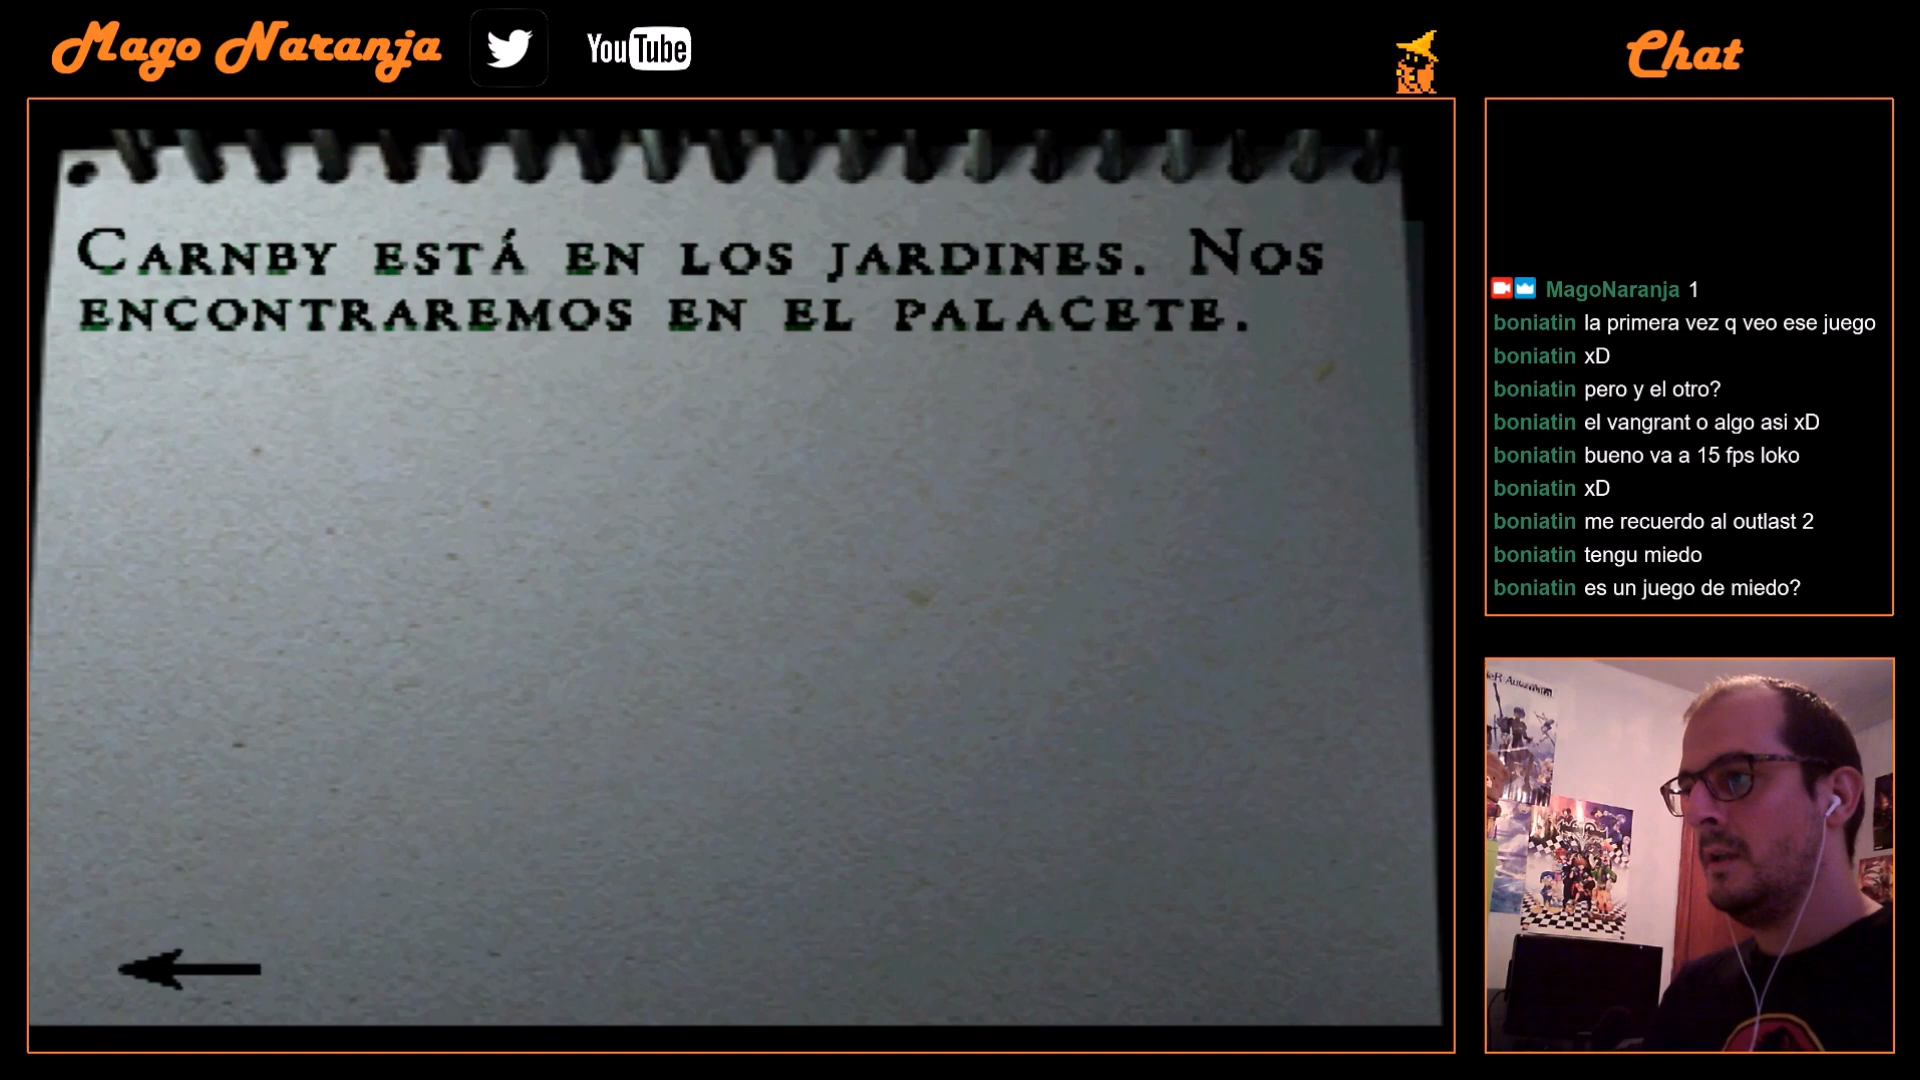 Mago Naranja
YouTube
Chat
CARNBY ESTÁ EN LOS JARDINES. NOS
ENCONTRAREMOS EN EL PALACETE.
MagoNaranja 1
boniatin la primera vez q veo ese juego
boniatin xD
boniatin pero y el otro?
boniatin el vangrant o algo asi xD
boniatin bueno va a 15 fps loko
boniatin xD
boniatin me recuerdo al outlast 2
boniatin tengu miedo
boniatin es un juego de miedo?